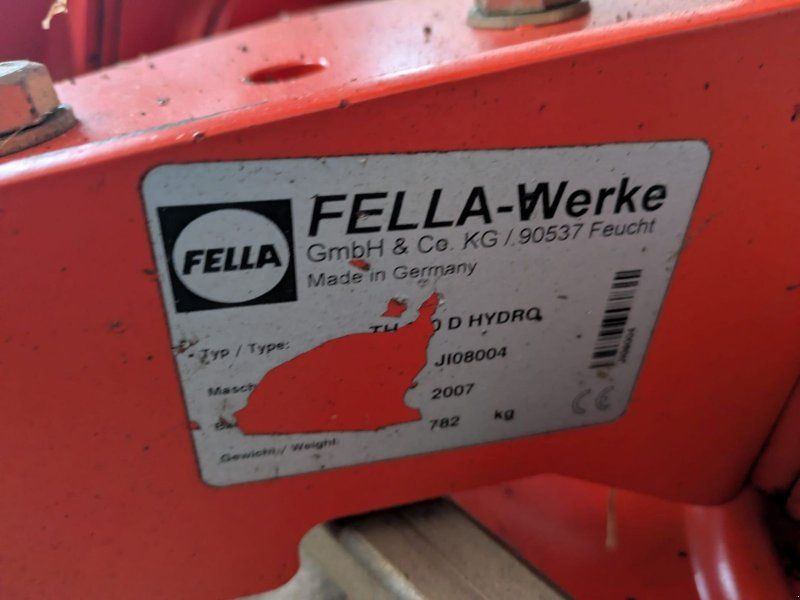 FELLA
FELLA-Werke
GmbH & Co. KG / 90537 Feucht
Made in Germany
Typ / Type: D HYDRO
JI08004
2007
Gewicht / Weight: 782 kg
CE